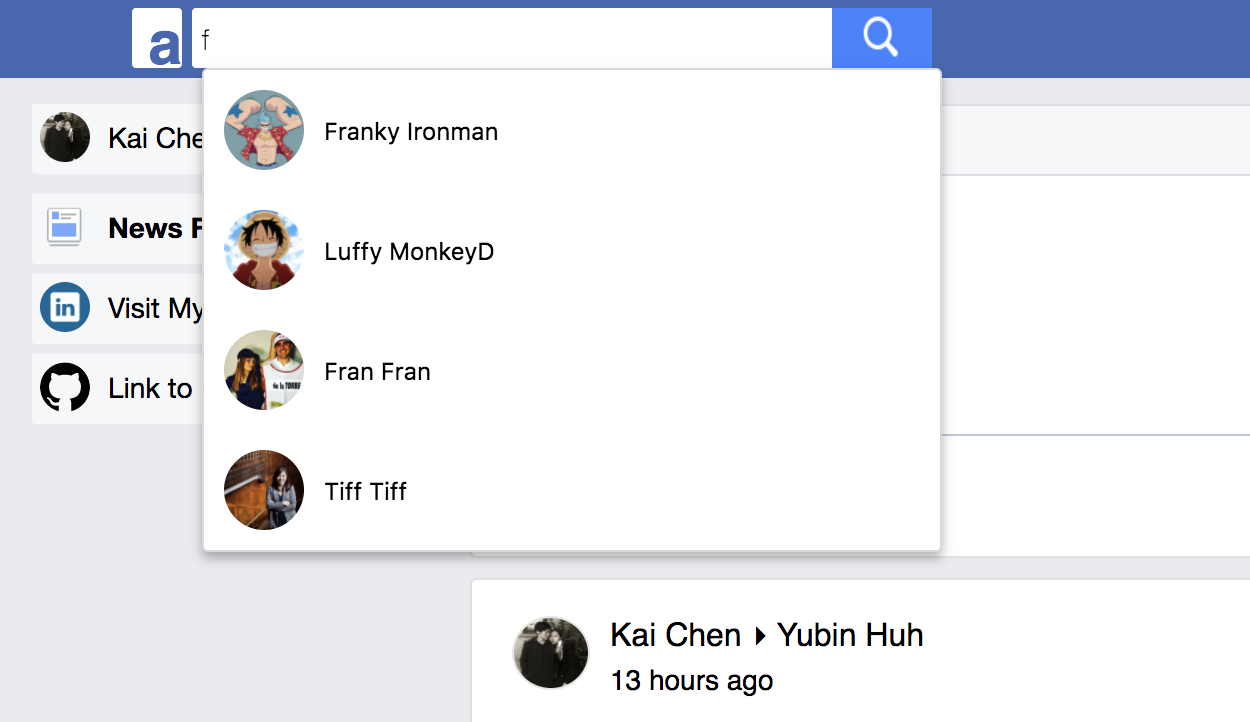 a
f
Franky Ironman
Kai Che
Luffy MonkeyD
News F
Visit My
in
Fran Fran
Link to
Tiff Tiff
Kai Chen Yubin Huh
13 hours ago